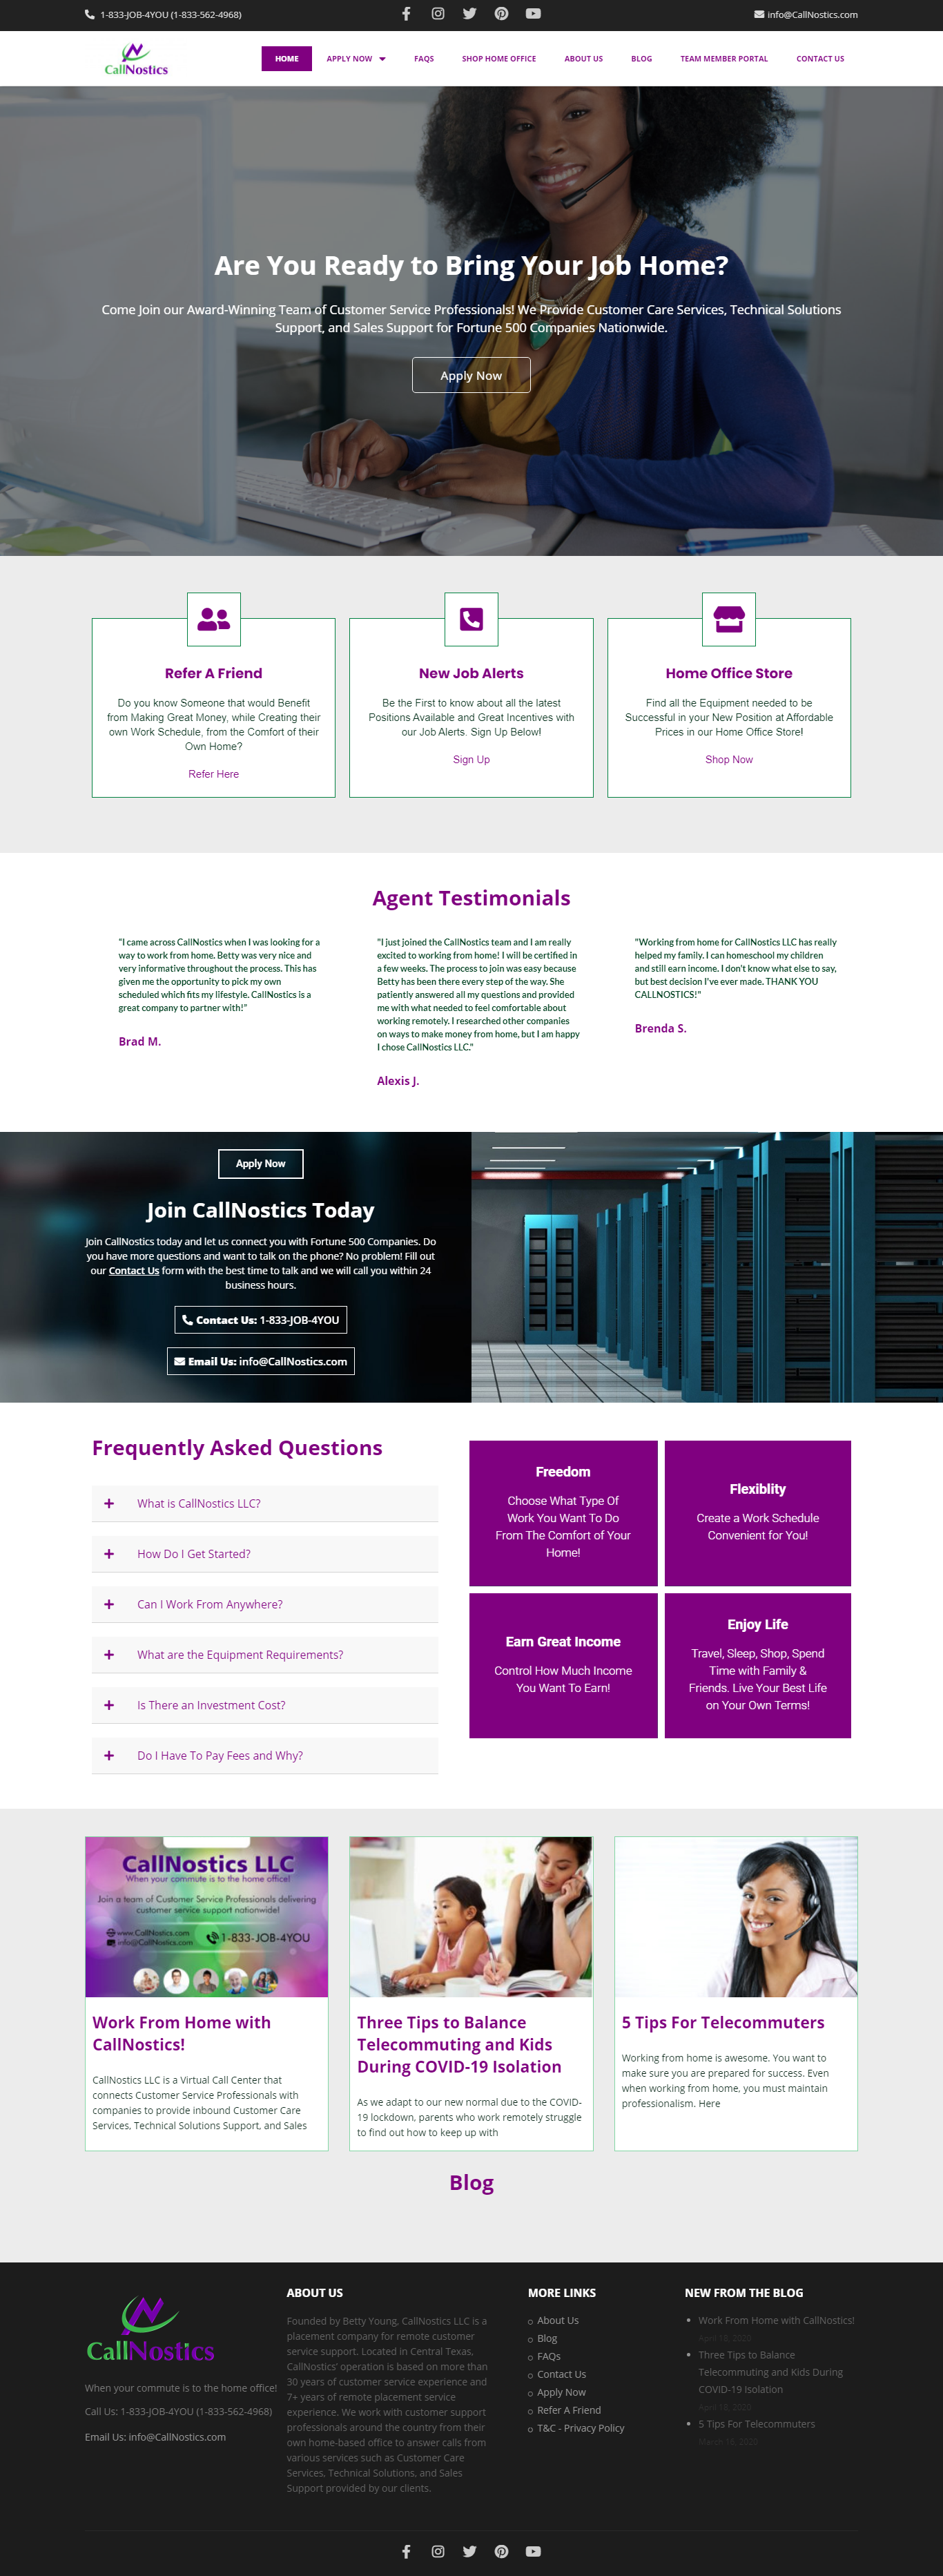 1-833-JOB-4YOU (1-833-562-4968)
info@CallNostics.com
CallNostics
HOME
APPLY NOW
FAQS
SHOP HOME OFFICE
ABOUT US
BLOG
TEAM MEMBER PORTAL
CONTACT US
Are You Ready to Bring Your Job Home?
Come Join our Award-Winning Team of Customer Service Professionals! We Provide Customer Care Services, Technical Solutions
Support, and Sales Support for Fortune 500 Companies Nationwide.
Apply Now
Refer A Friend
Do you know Someone that would Benefit
from Making Great Money, while Creating their
own Work Schedule, from the Comfort of their
Own Home?
Refer Here
New Job Alerts
Be the First to know about all the latest
Positions Available and Great Incentives with
our Job Alerts. Sign Up Below!
Sign Up
Home Office Store
Find all the Equipment needed to be
Successful in your New Position at Affordable
Prices in our Home Office Store!
Shop Now
Agent Testimonials
"I came across CallNostics when I was looking for a
way to work from home. Betty was very nice and
very informative throughout the process. This has
given me the opportunity to pick my own
scheduled which fits my lifestyle. CallNostics is a
great company to partner with!"
Brad M.
"I just joined the CallNostics team and I am really
excited to working from home! I will be certified in
a few weeks. The process to join was easy because
Betty has been there every step of the way. She
patiently answered all my questions and provided
me with what needed to feel comfortable about
working remotely. I researched other companies
on ways to make money from home, but I am happy
I chose CallNostics LLC."
Alexis J.
"Working from home for CallNostics LLC has really
helped my family. I can homeschool my children
and still earn income. I don't know what else to say,
but best decision I've ever made. THANK YOU
CALLNOSTICS!"
Brenda S.
Apply Now
Join CallNostics Today
Join CallNostics today and let us connect you with Fortune 500 Companies. Do
you have more questions and want to talk on the phone? No problem! Fill out
our Contact Us form with the best time to talk and we will call you within 24
business hours.
Contact Us: 1-833-JOB-4YOU
Email Us: info@CallNostics.com
Frequently Asked Questions
What is CallNostics LLC?
How Do I Get Started?
Can I Work From Anywhere?
What are the Equipment Requirements?
Is There an Investment Cost?
Do I Have To Pay Fees and Why?
Freedom
Choose What Type Of
Work You Want To Do
From The Comfort of Your
Home!
Flexiblity
Create a Work Schedule
Convenient for You!
Earn Great Income
Control How Much Income
You Want To Earn!
Enjoy Life
Travel, Sleep, Shop, Spend
Time with Family &
Friends. Live Your Best Life
on Your Own Terms!
CallNostics LLC
When your commute is to the home office!
Join a team of Customer Service Professionals delivering
customer service support nationwide!
www.CallNostics.com
info@CallNostics.com
1-833-JOB-4YOU
Work From Home with
CallNostics!
CallNostics LLC is a Virtual Call Center that
connects Customer Service Professionals with
companies to provide inbound Customer Care
Services, Technical Solutions Support, and Sales
Three Tips to Balance
Telecommuting and Kids
During COVID-19 Isolation
As we adapt to our new normal due to the COVID-
19 lockdown, parents who work remotely struggle
to find out how to keep up with
5 Tips For Telecommuters
Working from home is awesome. You want to
make sure you are prepared for success. Even
when working from home, you must maintain
professionalism. Here
Blog
CallNostics
When your commute is to the home office!
Call Us: 1-833-JOB-4YOU (1-833-562-4968)
Email Us: info@CallNostics.com
ABOUT US
Founded by Betty Young, CallNostics LLC is a
placement company for remote customer
service support. Located in Central Texas,
CallNostics' operation is based on more than
30 years of customer service experience and
7+ years of remote placement service
experience. We work with customer support
professionals around the country from their
own home-based office to answer calls from
various services such as Customer Care
Services, Technical Solutions, and Sales
Support provided by our clients.
MORE LINKS
About Us
Blog
FAQs
Contact Us
Apply Now
Refer A Friend
T&C - Privacy Policy
NEW FROM THE BLOG
Work From Home with CallNostics!
April 19, 2020
Three Tips to Balance
Telecommuting and Kids During
COVID-19 Isolation
April 18, 2020
5 Tips For Telecommuters
March 16, 2020